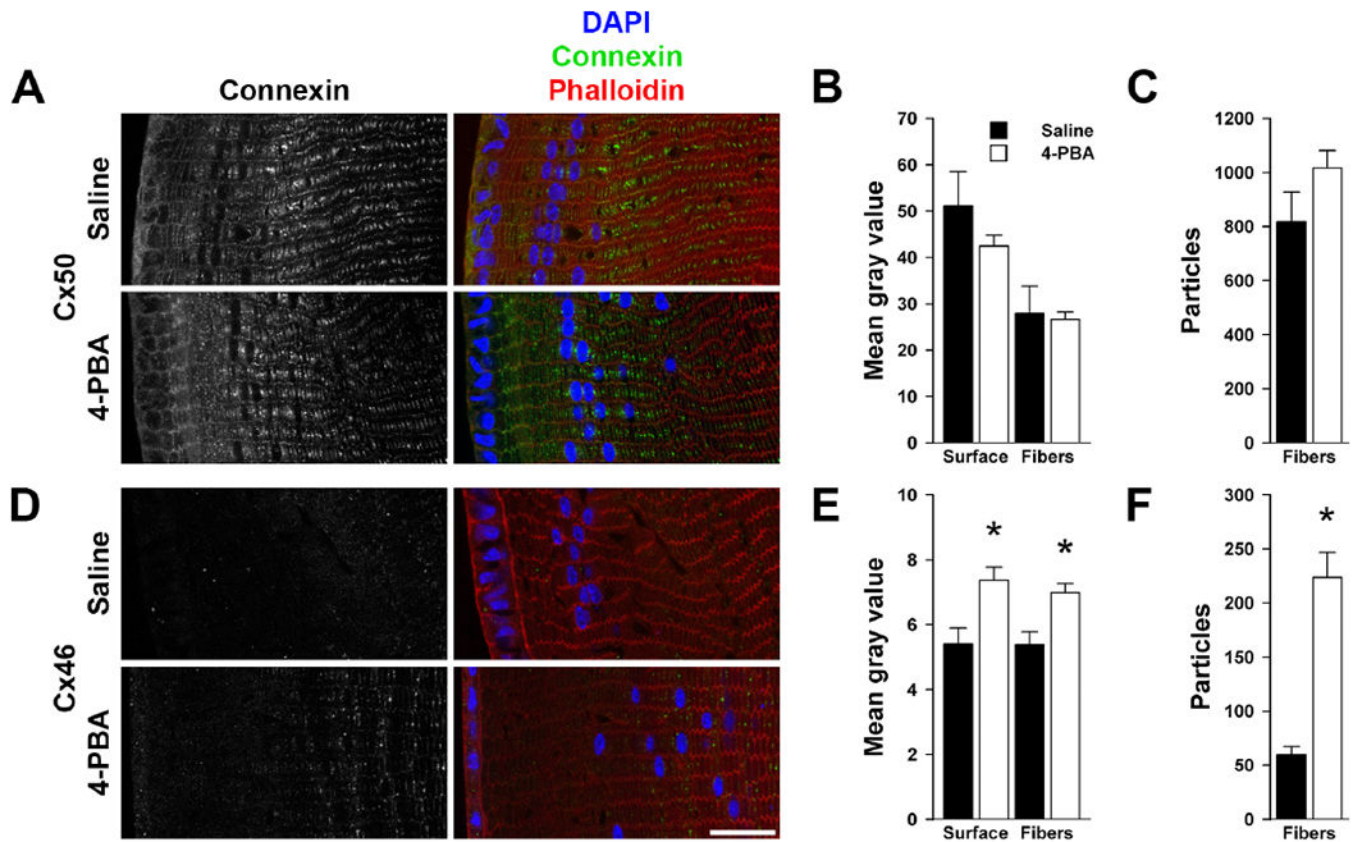 DAPI
Connexin
Phalloidin
A
Connexin
Cx50
Saline
4-PBA
B
Mean gray value
70
60
50
40
30
20
10
0
Surface Fibers
Saline
4-PBA
C
Particles
1200
1000
800
600
400
200
0
Fibers
D
Cx46
Saline
4-PBA
E
Mean gray value
10
8
6
4
2
0
* *
Surface Fibers
F
Particles
300
250
200
150
100
50
0
*
Fibers